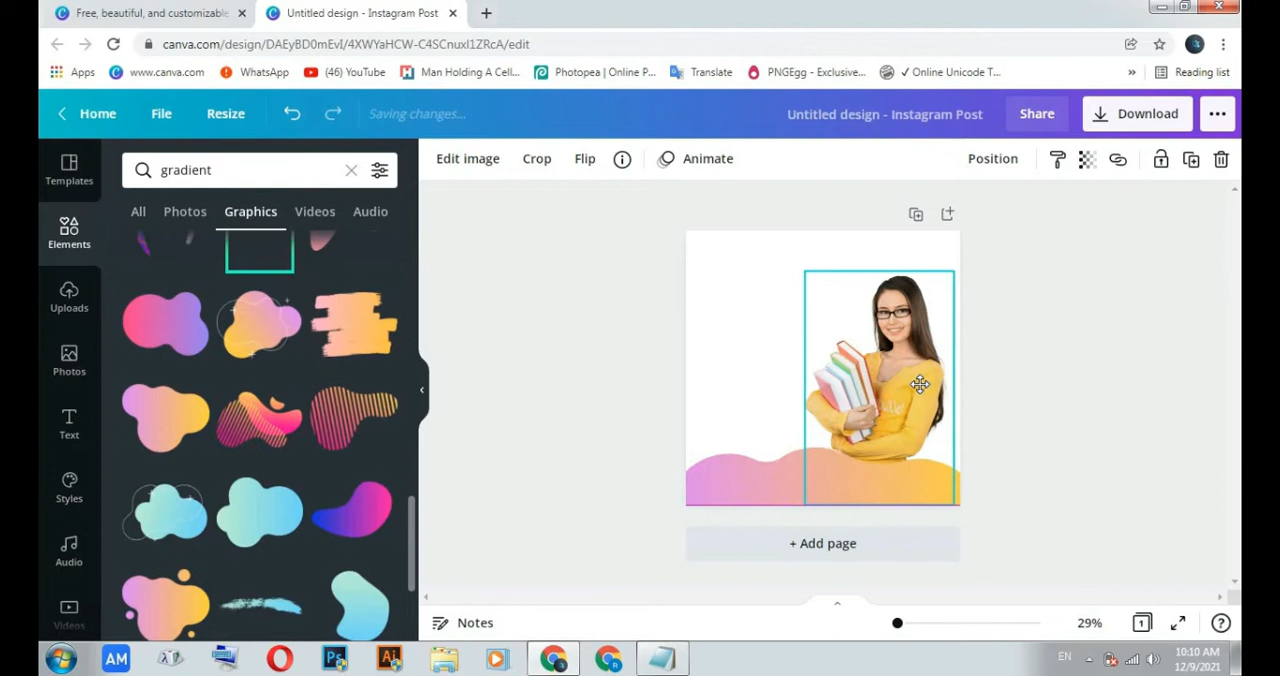 Free, beautiful, and customizable
Untitled design - Instagram Post
canva.com/design/DAEyBD0mEvI/4XWYaHCW-C4SCnuxl1ZRcA/edit
Apps
www.canva.com
WhatsApp
(46) YouTube
Man Holding A Cell...
Photopea | Online P...
Translate
PNGEgg - Exclusive...
✓ Online Unicode T...
»
Reading list
Home
File
Resize
Saving changes...
Untitled design - Instagram Post
Share
Download
Templates
Elements
Uploads
Photos
Text
Styles
Audio
Videos
gradient
All
Photos
Graphics
Videos
Audio
Edit image
Crop
Flip
Animate
Position
+ Add page
Notes
29%
1
AM
Ps
Ai
EN
10:10 AM
12/9/2021